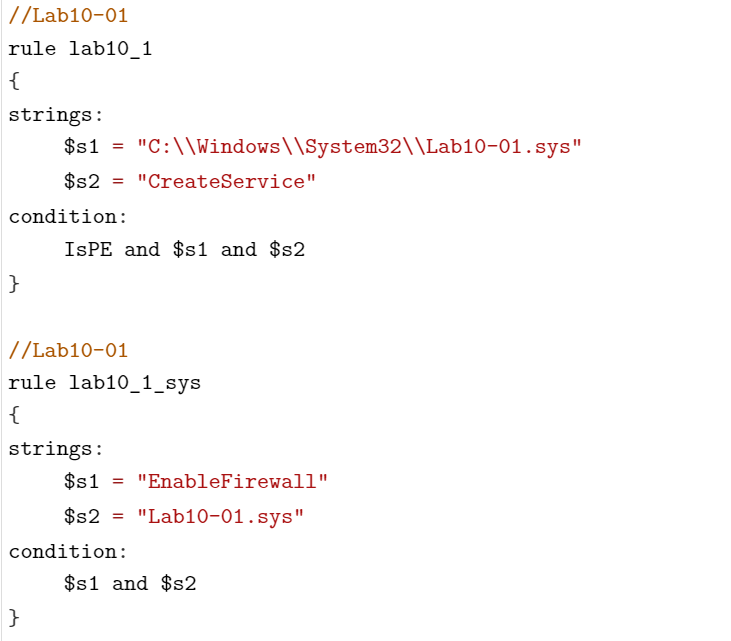 //Lab10-01
rule lab10_1
{
strings:
$s1 = "C:\\Windows\\System32\\Lab10-01.sys"
$s2 = "CreateService"
condition:
IsPE and $s1 and $s2
}
//Lab10-01
rule lab10_1_sys
{
strings:
$s1 = "EnableFirewall"
$s2 = "Lab10-01.sys"
condition:
$s1 and $s2
}